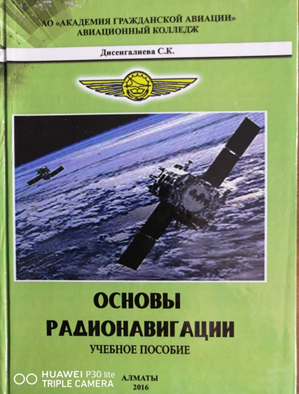 АО «АКАДЕМИЯ ГРАЖДАНСКОЙ АВИАЦИИ»
АВИАЦИОННЫЙ КОЛЛЕДЖ
Дисенгалиева С.К.
ОСНОВЫ
РАДИОНАВИГАЦИИ
УЧЕБНОЕ ПОСОБИЕ
АЛМАТЫ
2016
HUAWEI P30 lite
TRIPLE CAMERA